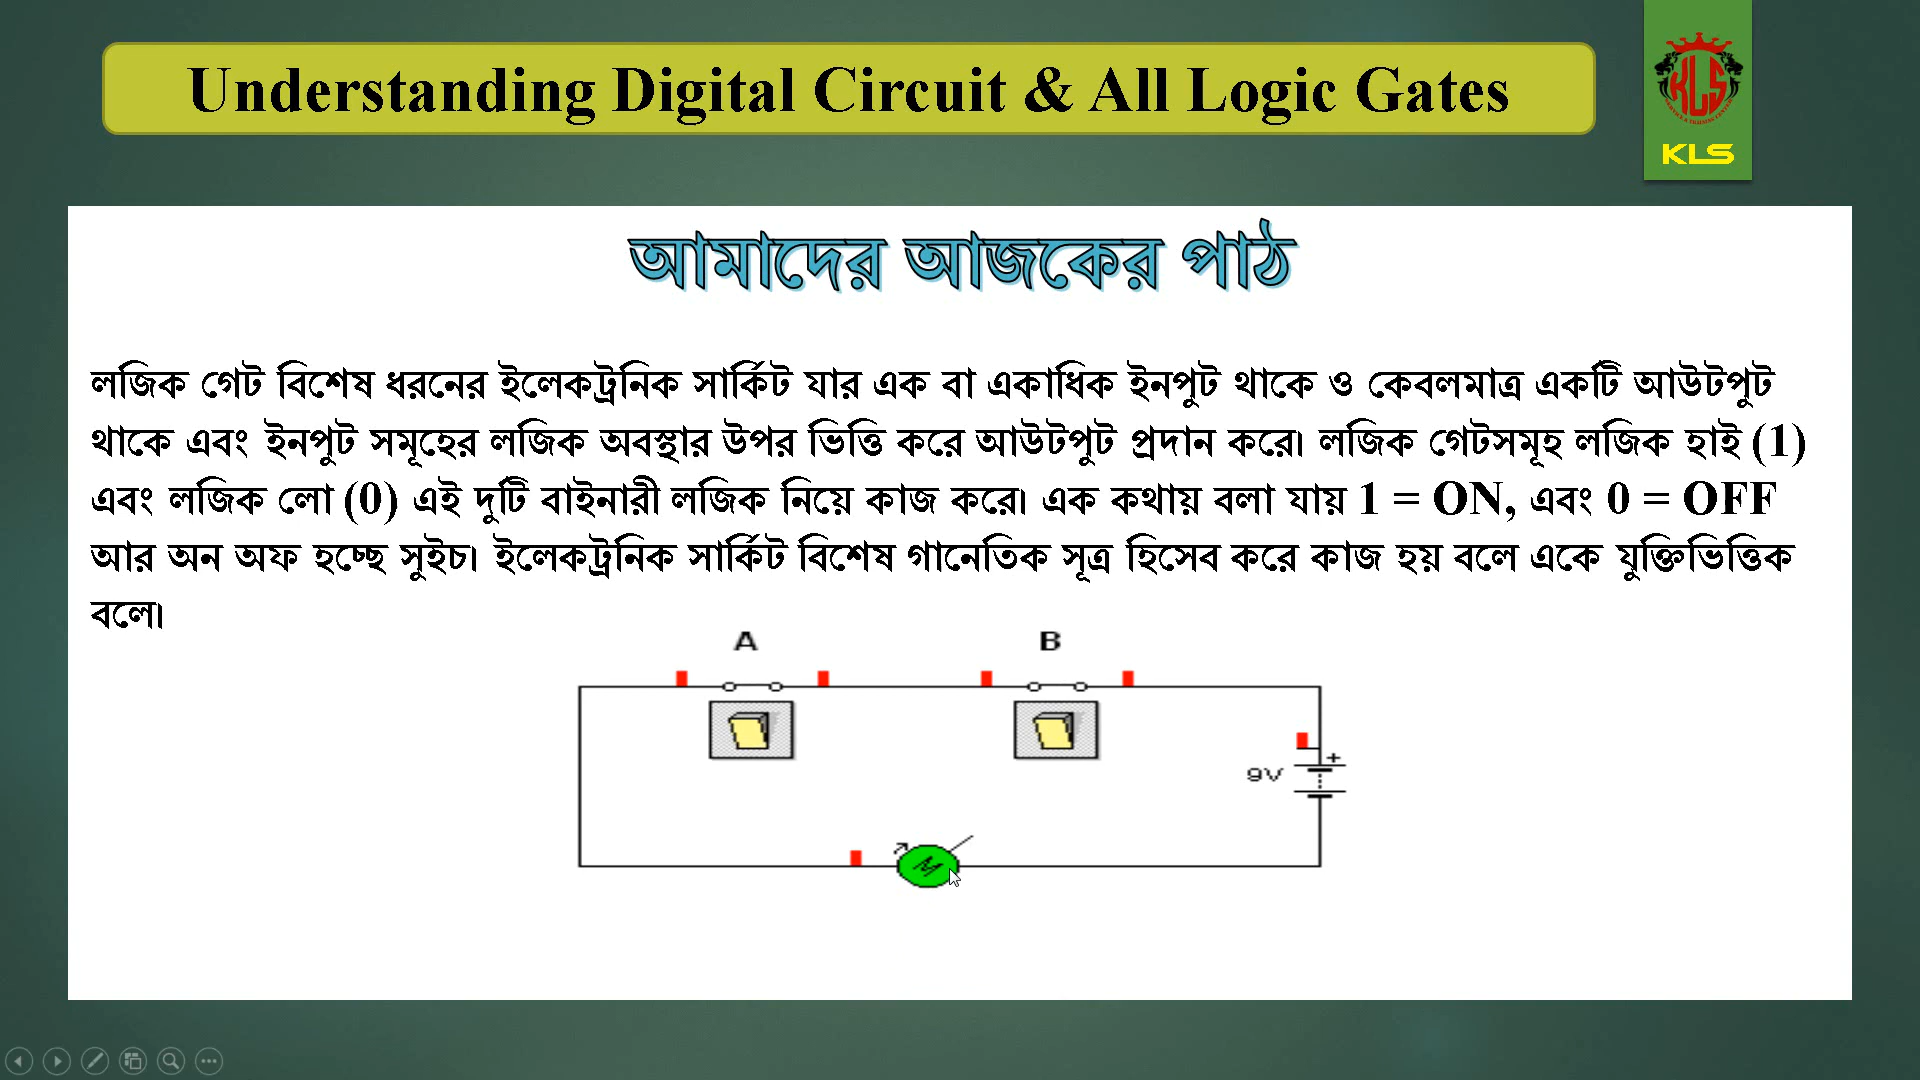 Understanding Digital Circuit & All Logic Gates
KLS
KLS
আমাদের আজকের পাঠ
লজিক গেট বিশেষ ধরনের ইলেকট্রনিক সার্কিট যার এক বা একাধিক ইনপুট থাকে ও কেবলমাত্র একটি আউটপুট
থাকে এবং ইনপুট সমূহের লজিক অবস্থার উপর ভিত্তি করে আউটপুট প্রদান করে। লজিক গেটসমূহ লজিক হাই (1)
এবং লজিক লো (0) এই দুটি বাইনারী লজিক নিয়ে কাজ করে। এক কথায় বলা যায় 1 = ON, এবং 0 = OFF
আর অন অফ হচ্ছে সুইচ। ইলেকট্রনিক সার্কিট বিশেষ গানেতিক সূত্র হিসেব করে কাজ হয় বলে একে যুক্তিভিত্তিক
বলে।
A B
9V
+
M